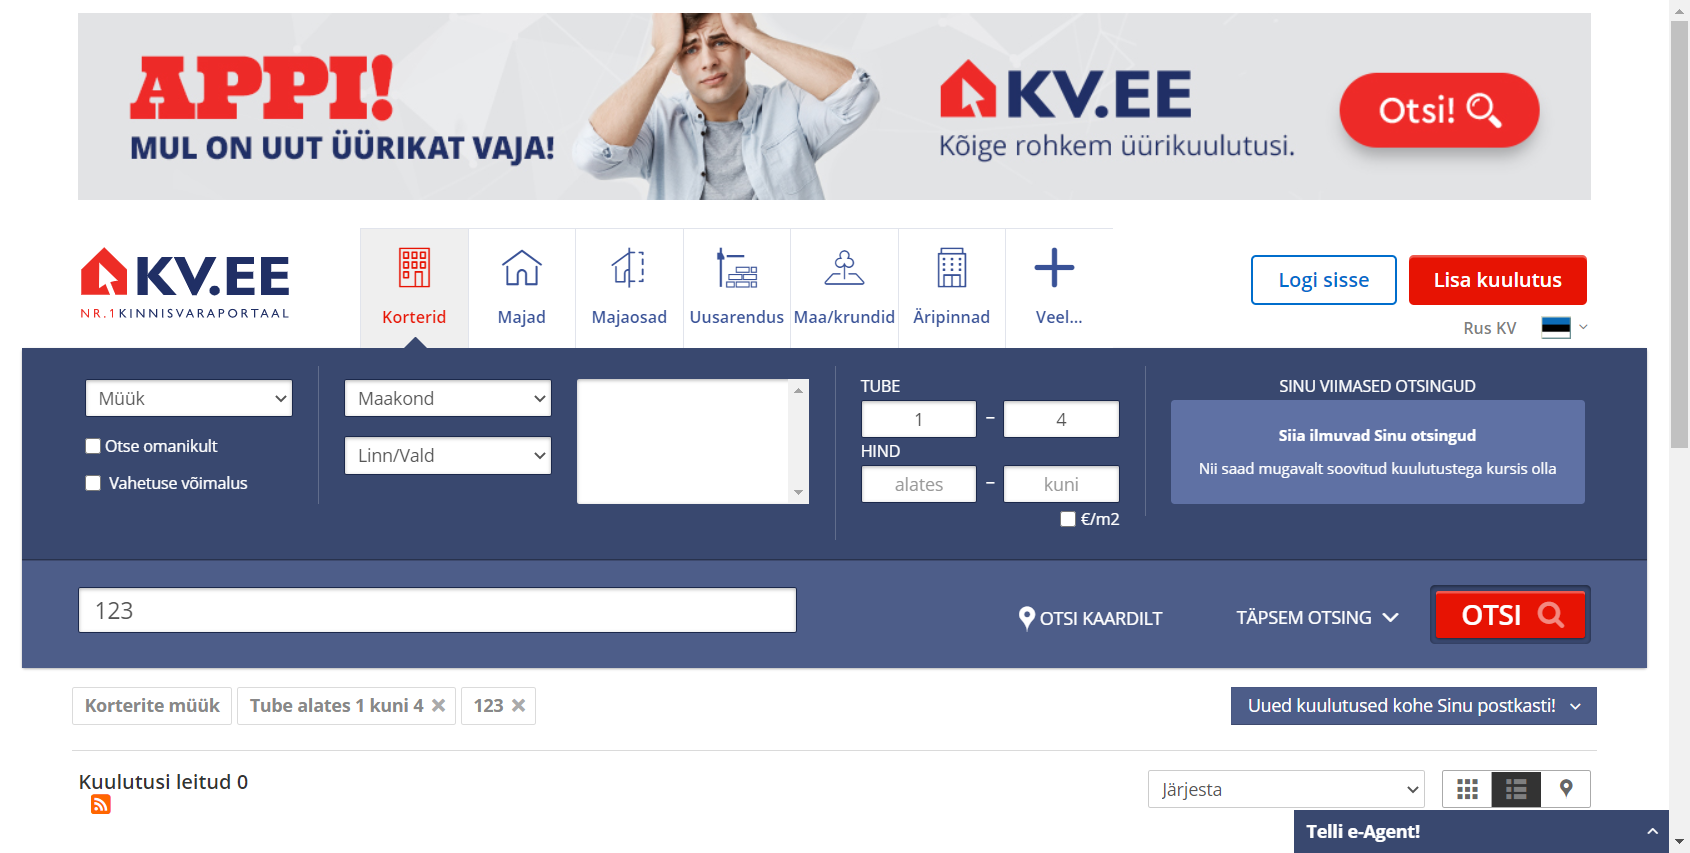 APPI!
MUL ON UUT ÜÜRIKAT VAJA!
KV.EE
Kõige rohkem üürikuulutusi.
Otsi!
KV.EE
NR.1 KINNISVARAPORTAAL
Korterid
Majad
Majaosad
Uusarendus
Maa/krundid
Äripinnad
Veel...
Logi sisse
Lisa kuulutus
Rus KV
Müük
Otse omanikult
Vahetuse võimalus
Maakond
Linn/Vald
TUBE
1 – 4
HIND
alates – kuni
€/m2
SINU VIIMASED OTSINGUD
Siia ilmuvad Sinu otsingud
Nii saad mugavalt soovitud kuulutustega kursis olla
123
OTSI KAARDILT
TÄPSEM OTSING
OTSI
Korterite müük
Tube alates 1 kuni 4
123
Uued kuulutused kohe Sinu postkasti!
Kuulutusi leitud 0
Järjesta
Telli e-Agent!